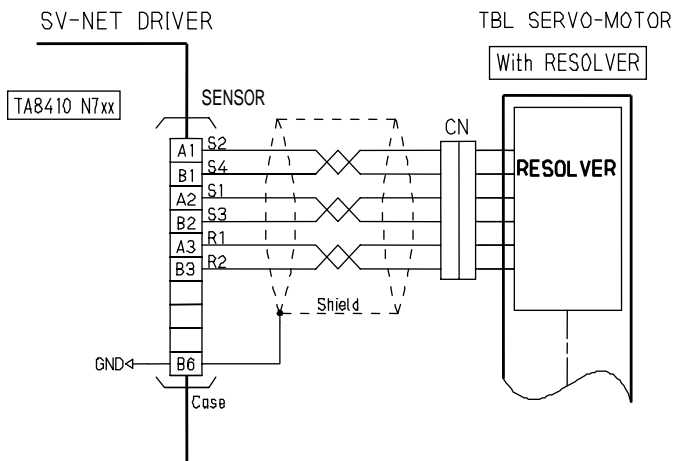 SV-NET DRIVER
TBL SERVO-MOTOR
With RESOLVER
TA8410 N7xx
SENSOR
CN
A1 S2
B1 S4
A2 S1
B2 S3
A3 R1
B3 R2
RESOLVER
Shield
GND B6
Case